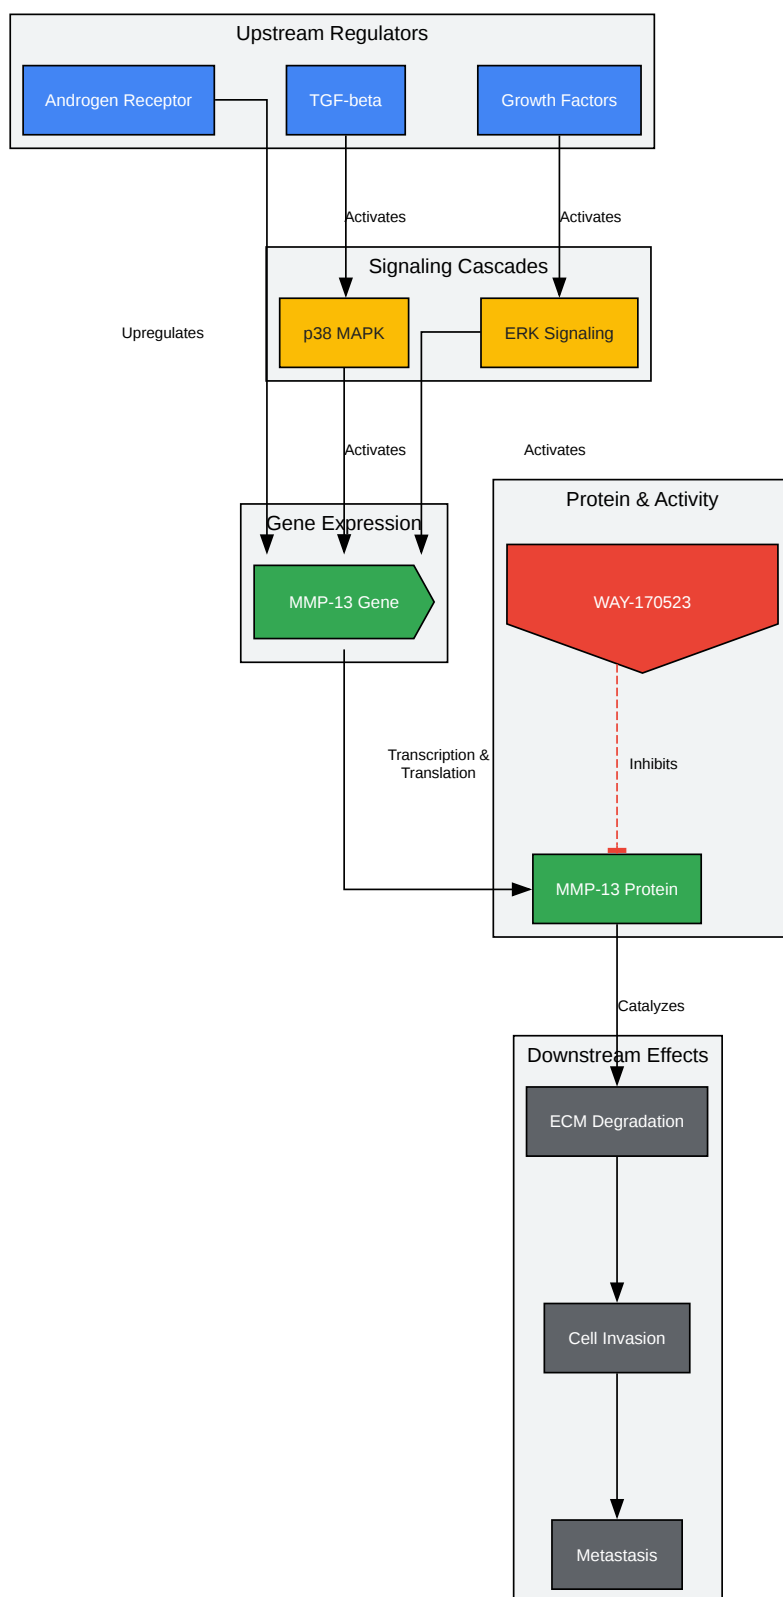 Upstream Regulators
Androgen Receptor
TGF-beta
Growth Factors
Activates
Activates
Signaling Cascades
Upregulates
p38 MAPK
ERK Signaling
Activates
Activates
Protein & Activity
Gene Expression
MMP-13 Gene
WAY-170523
Transcription &
Translation
Inhibits
MMP-13 Protein
Catalyzes
Downstream Effects
ECM Degradation
Cell Invasion
Metastasis